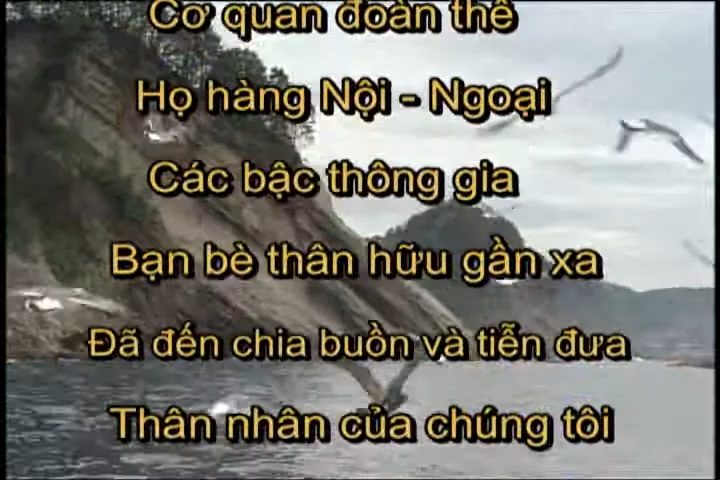 Cơ quan đoàn thể
Họ hàng Nội - Ngoại
Các bậc thông gia
Bạn bè thân hữu gần xa
Đã đến chia buồn và tiễn đưa
Thân nhân của chúng tôi